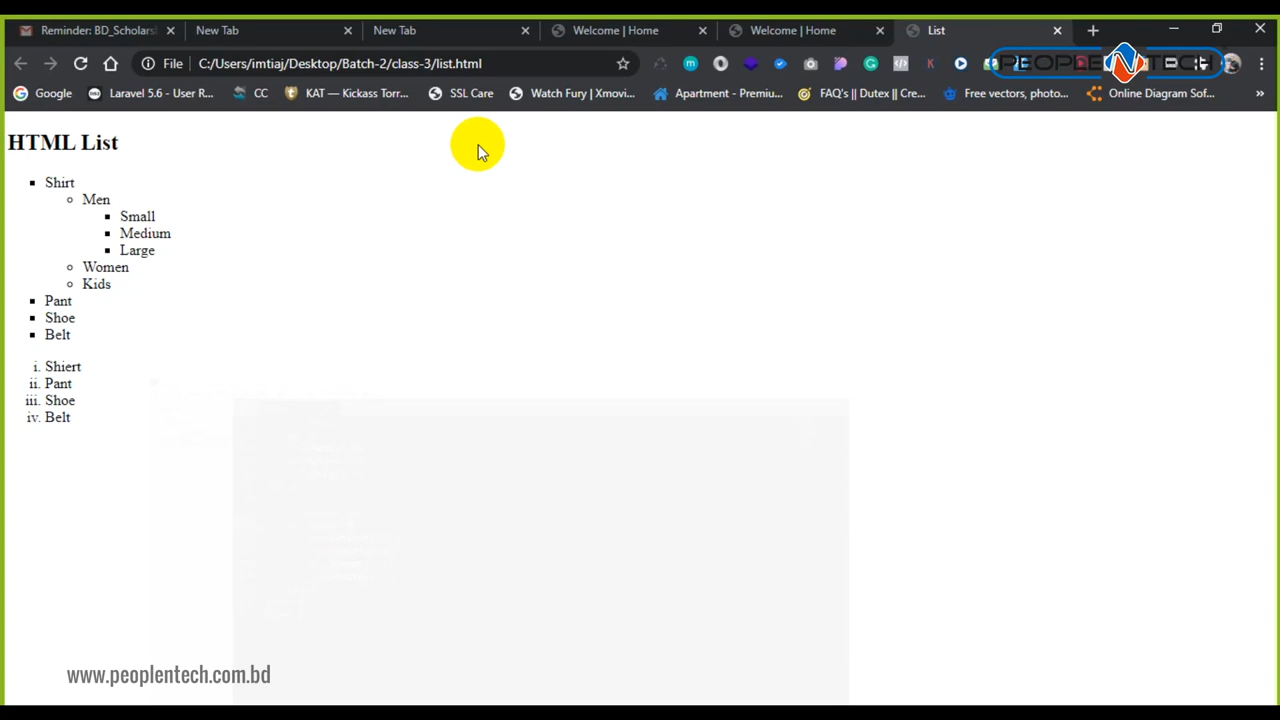 Reminder: BD_Scholars
New Tab
New Tab
Welcome | Home
Welcome | Home
List
File
C:/Users/imtiaj/Desktop/Batch-2/class-3/list.html
PEOPLE N TECH
Google
Laravel 5.6 - User R...
CC
KAT — Kickass Torr...
SSL Care
Watch Fury | Xmovi...
Apartment - Premiu...
FAQ's || Dutex || Cre...
Free vectors, photo...
Online Diagram Sof...
»
HTML List
Shirt
Men
Small
Medium
Large
Women
Kids
Pant
Shoe
Belt
i. Shiert
ii. Pant
iii. Shoe
iv. Belt
www.peoplentech.com.bd